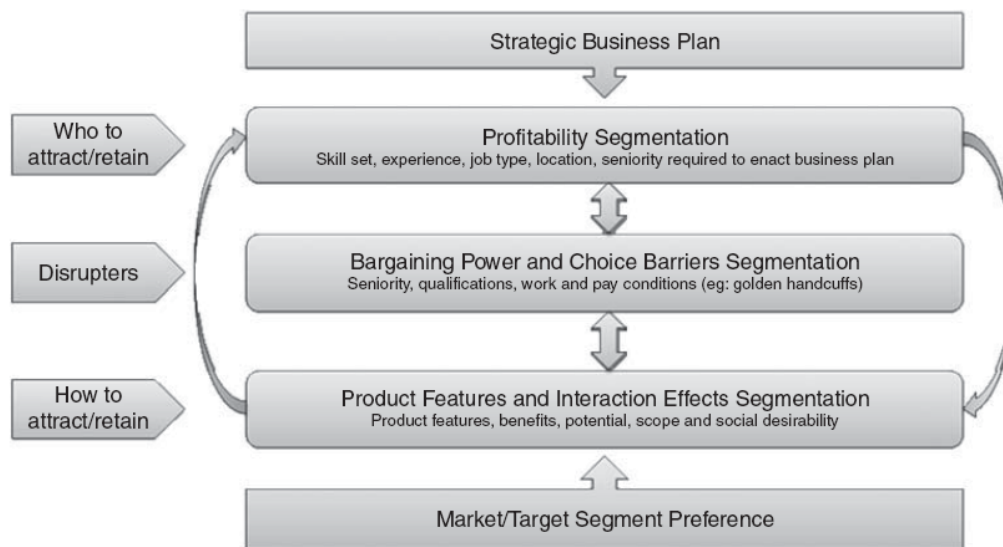 Strategic Business Plan
Who to
attract/retain
Profitability Segmentation
Skill set, experience, job type, location, seniority required to enact business plan
Disrupters
Bargaining Power and Choice Barriers Segmentation
Seniority, qualifications, work and pay conditions (eg: golden handcuffs)
How to
attract/retain
Product Features and Interaction Effects Segmentation
Product features, benefits, potential, scope and social desirability
Market/Target Segment Preference